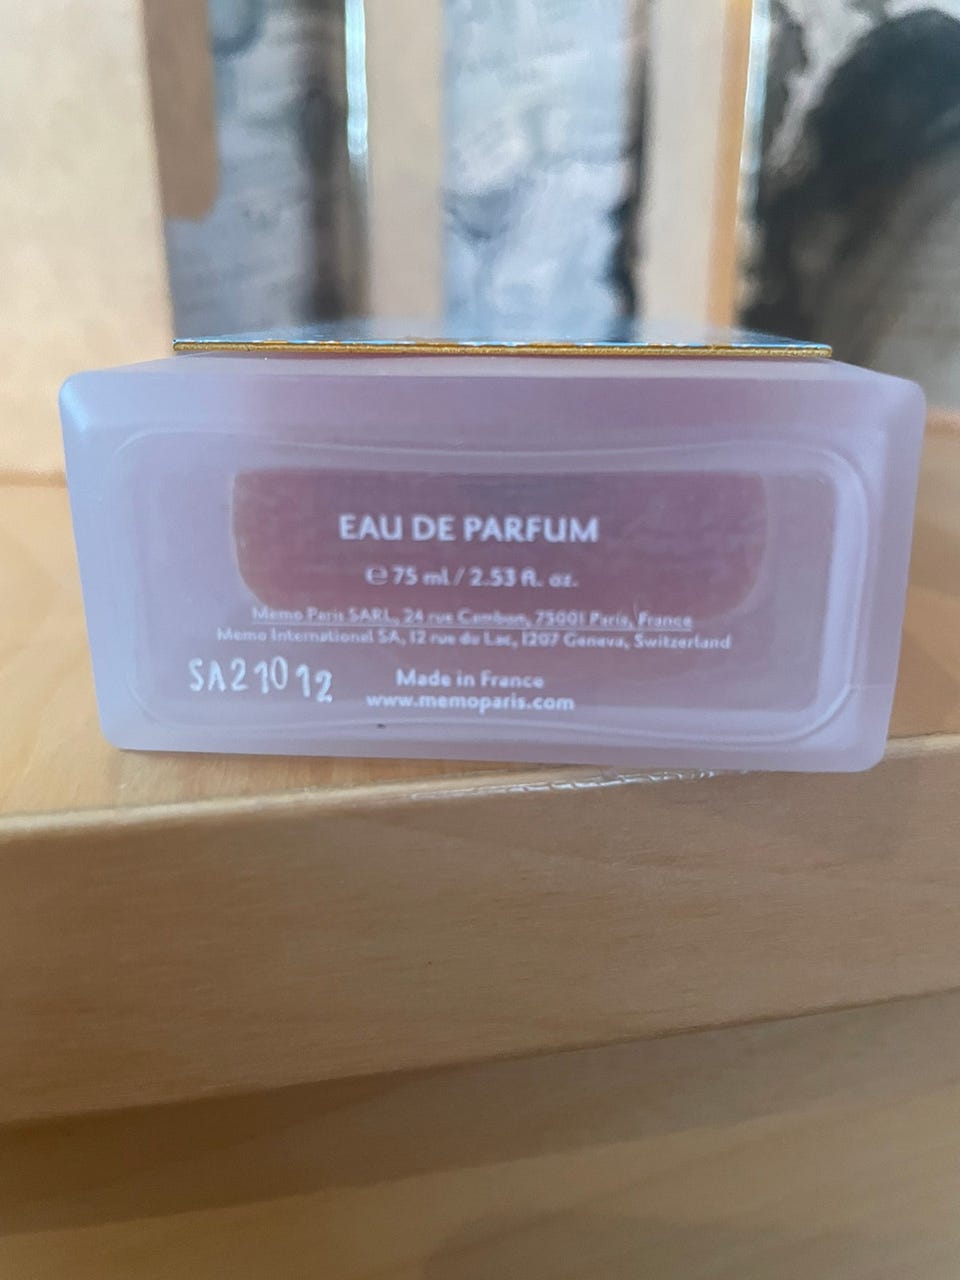 EAU DE PARFUM
℮ 75 ml / 2.53 fl. oz.
Memo Paris SARL, 24 rue Cambon, 75001 Paris, France
Memo International SA, 12 rue du Lac, 1207 Geneva, Switzerland
SA21012
Made in France
www.memoparis.com